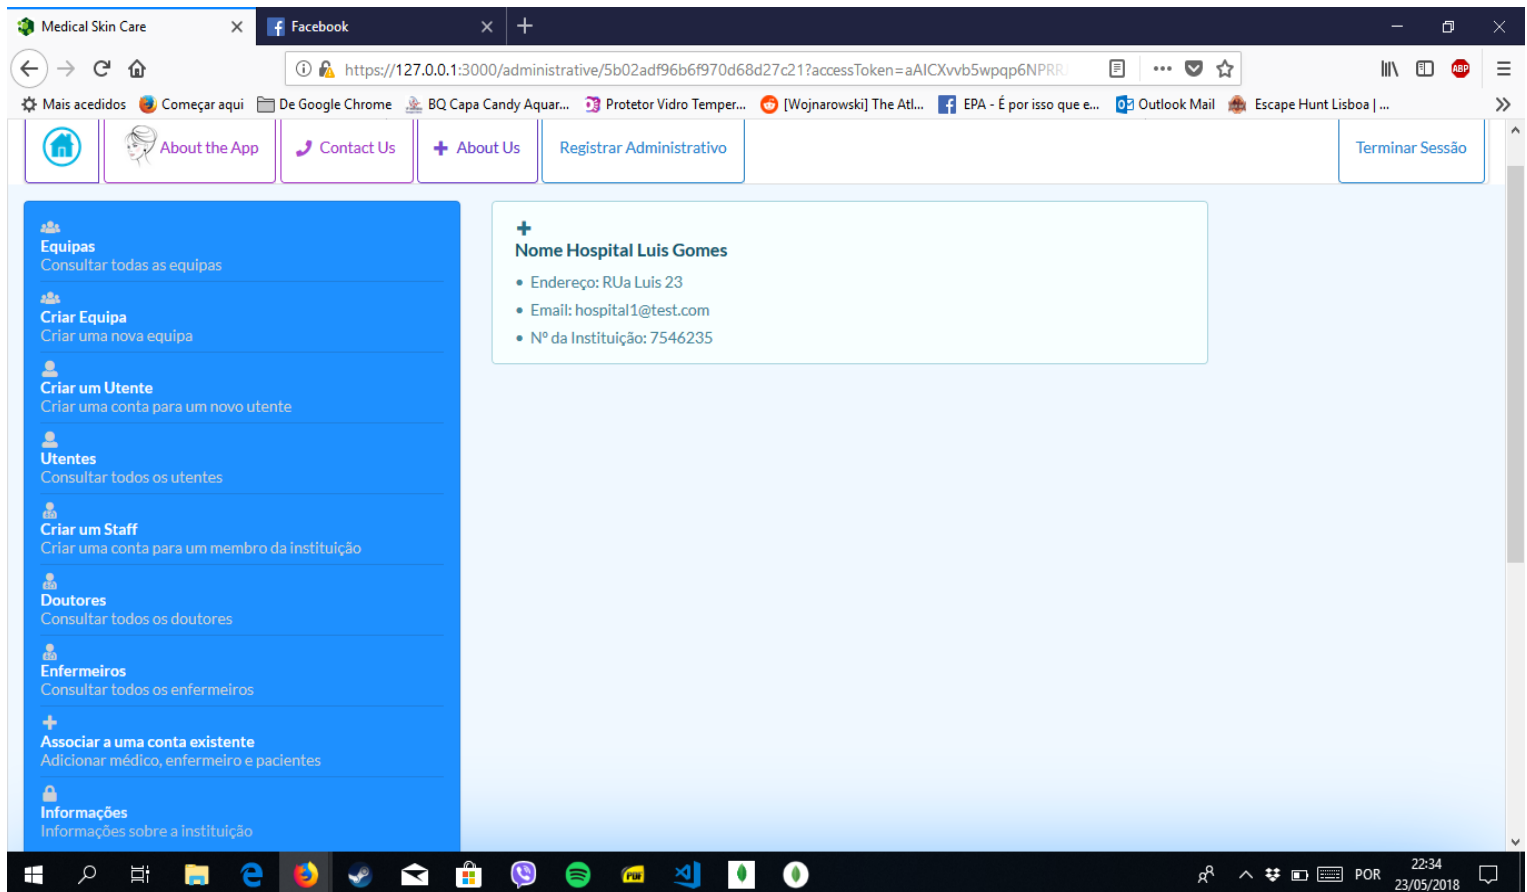 Medical Skin Care
Facebook
https://127.0.0.1:3000/administrative/5b02adf96b6f970d68d27c21?accessToken=aAICXvvb5wpqp6NPRR
ABP
Mais acedidos Começar aqui De Google Chrome BQ Capa Candy Aquar... Protetor Vidro Temper... [Wojnarowski] The Atl... EPA - É por isso que e... Outlook Mail Escape Hunt Lisboa | ...
About the App Contact Us About Us Registrar Administrativo Terminar Sessão
Equipas
Consultar todas as equipas
Criar Equipa
Criar uma nova equipa
Criar um Utente
Criar uma conta para um novo utente
Utentes
Consultar todos os utentes
Criar um Staff
Criar uma conta para um membro da instituição
Doutores
Consultar todos os doutores
Enfermeiros
Consultar todos os enfermeiros
Associar a uma conta existente
Adicionar médico, enfermeiro e pacientes
Informações
Informações sobre a instituição
Nome Hospital Luis Gomes
Endereço: RUa Luis 23
Email: hospital1@test.com
Nº da Instituição: 7546235
PDF
POR
22:34
23/05/2018